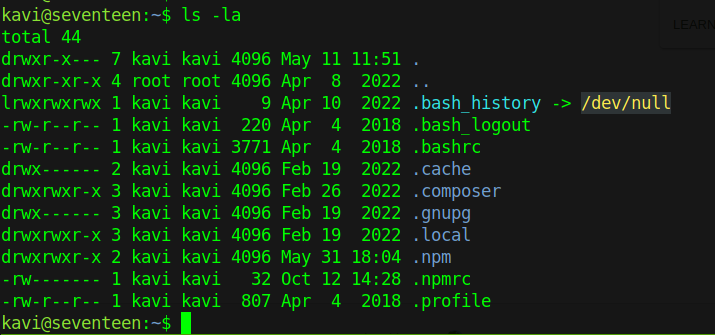 LEARN
kavi@seventeen:~$ ls -la
total 44
drwxr-x--- 7 kavi kavi 4096 May 11 11:51 .
drwxr-xr-x 4 root root 4096 Apr  8  2022 ..
lrwxrwxrwx 1 kavi kavi    9 Apr 10  2022 .bash_history -> /dev/null
-rw-r--r-- 1 kavi kavi  220 Apr  4  2018 .bash_logout
-rw-r--r-- 1 kavi kavi 3771 Apr  4  2018 .bashrc
drwx------ 2 kavi kavi 4096 Feb 19  2022 .cache
drwxrwxr-x 3 kavi kavi 4096 Feb 26  2022 .composer
drwx------ 3 kavi kavi 4096 Feb 19  2022 .gnupg
drwxrwxr-x 3 kavi kavi 4096 Feb 19  2022 .local
drwxrwxr-x 2 kavi kavi 4096 May 31 18:04 .npm
-rw------- 1 kavi kavi   32 Oct 12 14:28 .npmrc
-rw-r--r-- 1 kavi kavi  807 Apr  4  2018 .profile
kavi@seventeen:~$